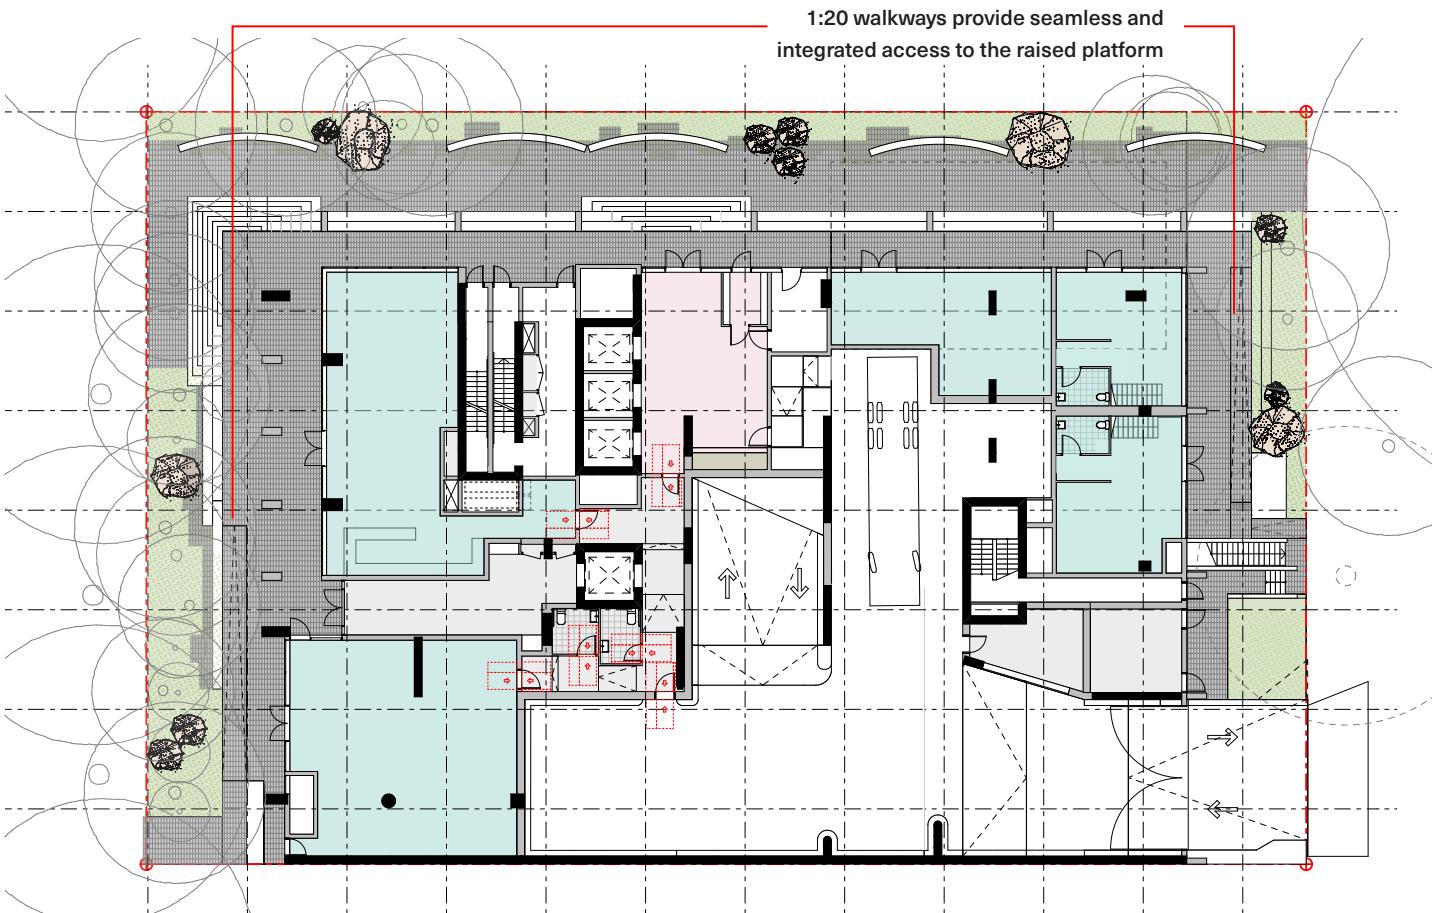 1:20 walkways provide seamless and
integrated access to the raised platform